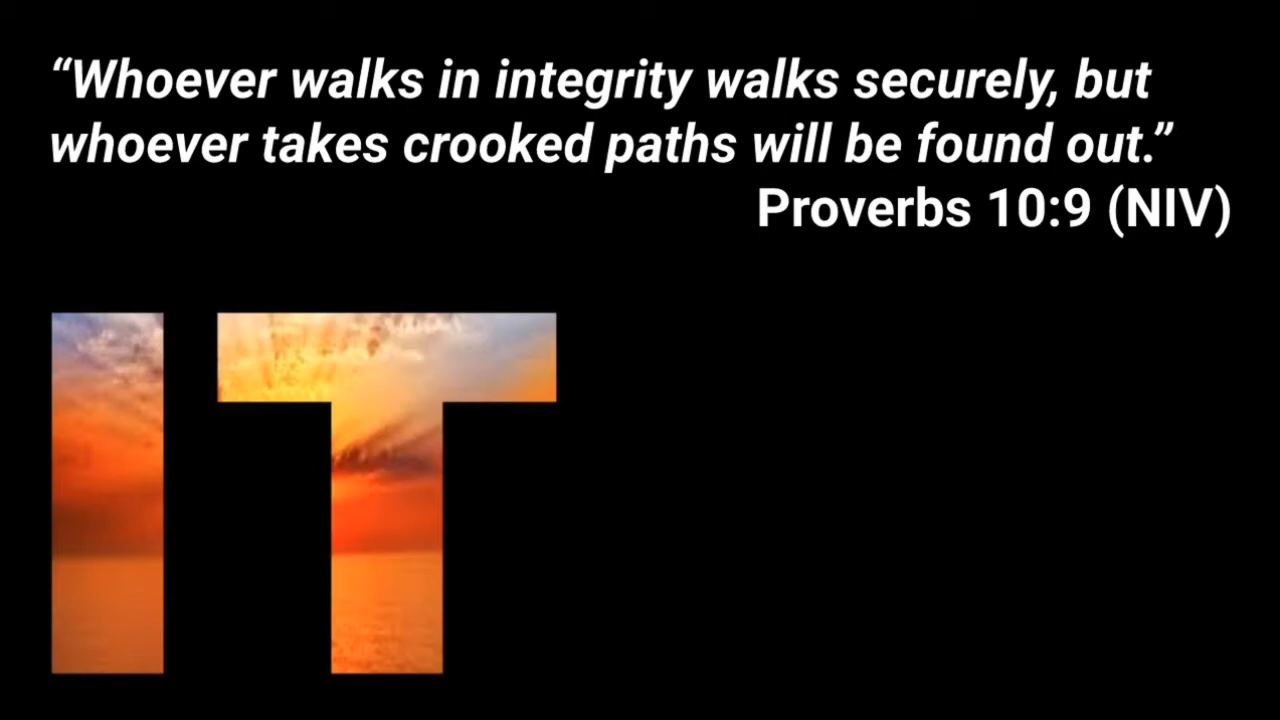 “Whoever walks in integrity walks securely, but
whoever takes crooked paths will be found out.”
Proverbs 10:9 (NIV)
IT